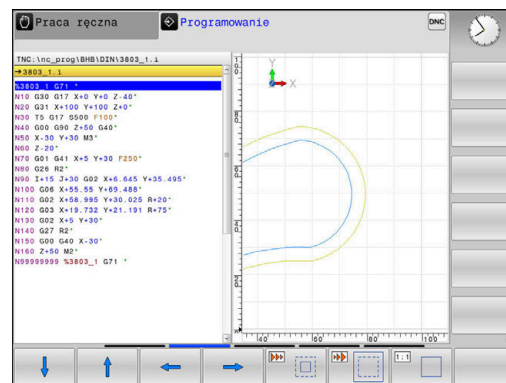 Praca ręczna
Programowanie
DNC
TNC:\nc_prog\BHB\DIN\3803_1.i
→3803_1.i
%3803_1 G71 *
N10 G30 G17 X+0 Y+0 Z-40*
N20 G31 X+100 Y+100 Z+0*
N30 T5 G17 S500 F100*
N40 G00 G90 Z+50 G40*
N50 X-30 Y+30 M3*
N60 Z-20*
N70 G01 G41 X+5 Y+30 F250*
N80 G26 R2*
N90 I+15 J+30 G02 X+6.645 Y+35.495*
N100 G06 X+55.55 Y+69.488*
N110 G02 X+58.995 Y+30.025 R+20*
N120 G03 X+19.732 Y+21.191 R+75*
N130 G02 X+5 Y+30*
N140 G27 R2*
N150 G00 G40 X-30*
N160 Z+50 M2*
N99999999 %3803_1 G71 *
Y
X
40 60 80 100
1:1